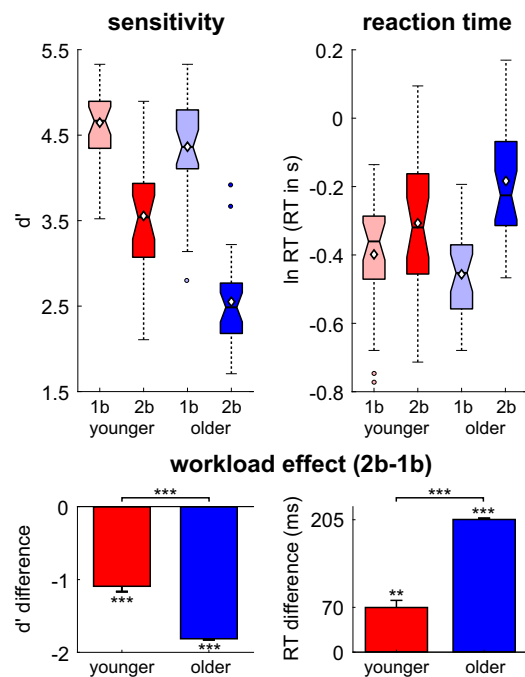 sensitivity
d'
5.5
4.5
3.5
2.5
1.5
1b 2b 1b 2b
younger older
reaction time
ln RT (RT in s)
0.2
0
-0.2
-0.4
-0.6
-0.8
1b 2b 1b 2b
younger older
workload effect (2b-1b)
d' difference
0
-1
-2
***
***
***
younger older
RT difference (ms)
205
70
0
***
***
**
younger older